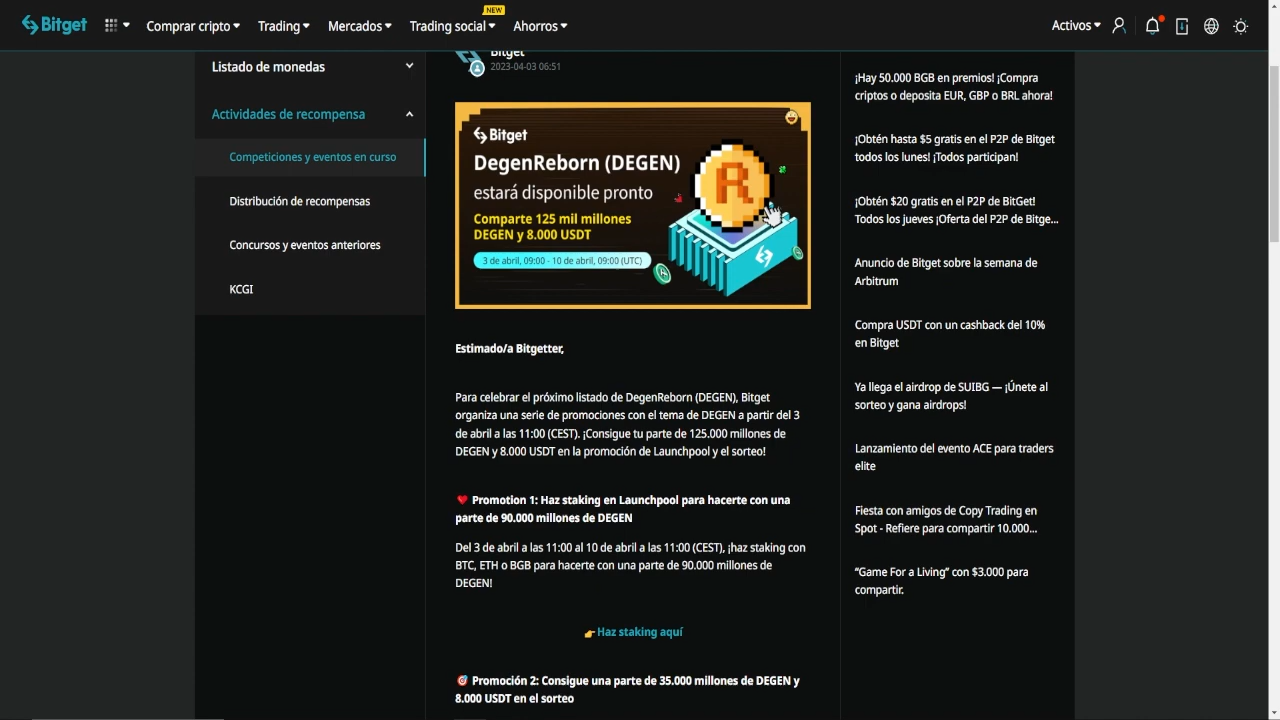 Bitget
Comprar cripto
Trading
Mercados
Trading social
NEW
Ahorros
Activos
Listado de monedas
Actividades de recompensa
Competiciones y eventos en curso
Distribución de recompensas
Concursos y eventos anteriores
KCGI
Bitget
2023-04-03 06:51
Bitget
DegenReborn (DEGEN)
estará disponible pronto
Comparte 125 mil millones
DEGEN y 8.000 USDT
3 de abril, 09:00 - 10 de abril, 09:00 (UTC)
R
Estimado/a Bitgetter,
Para celebrar el próximo listado de DegenReborn (DEGEN), Bitget
organiza una serie de promociones con el tema de DEGEN a partir del 3
de abril a las 11:00 (CEST). ¡Consigue tu parte de 125.000 millones de
DEGEN y 8.000 USDT en la promoción de Launchpool y el sorteo!
Promotion 1: Haz staking en Launchpool para hacerte con una
parte de 90.000 millones de DEGEN
Del 3 de abril a las 11:00 al 10 de abril a las 11:00 (CEST), ¡haz staking con
BTC, ETH o BGB para hacerte con una parte de 90.000 millones de
DEGEN!
Haz staking aquí
Promoción 2: Consigue una parte de 35.000 millones de DEGEN y
8.000 USDT en el sorteo
¡Hay 50.000 BGB en premios! ¡Compra
criptos o deposita EUR, GBP o BRL ahora!
¡Obtén hasta $5 gratis en el P2P de Bitget
todos los lunes! ¡Todos participan!
¡Obtén $20 gratis en el P2P de BitGet!
Todos los jueves ¡Oferta del P2P de Bitge...
Anuncio de Bitget sobre la semana de
Arbitrum
Compra USDT con un cashback del 10%
en Bitget
Ya llega el airdrop de SUIBG — ¡Únete al
sorteo y gana airdrops!
Lanzamiento del evento ACE para traders
elite
Fiesta con amigos de Copy Trading en
Spot - Refiere para compartir 10.000...
“Game For a Living” con $3.000 para
compartir.